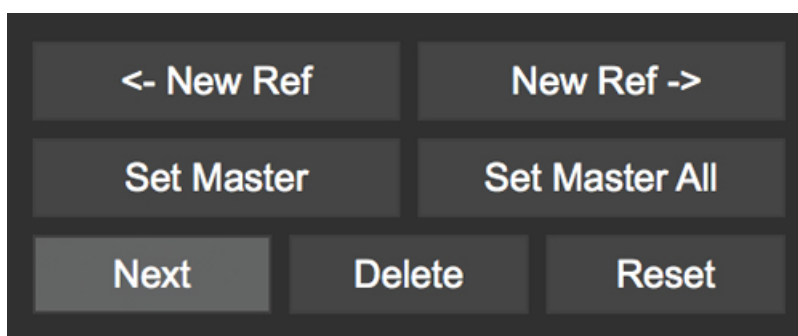 <- New Ref New Ref ->
Set Master Set Master All
Next Delete Reset